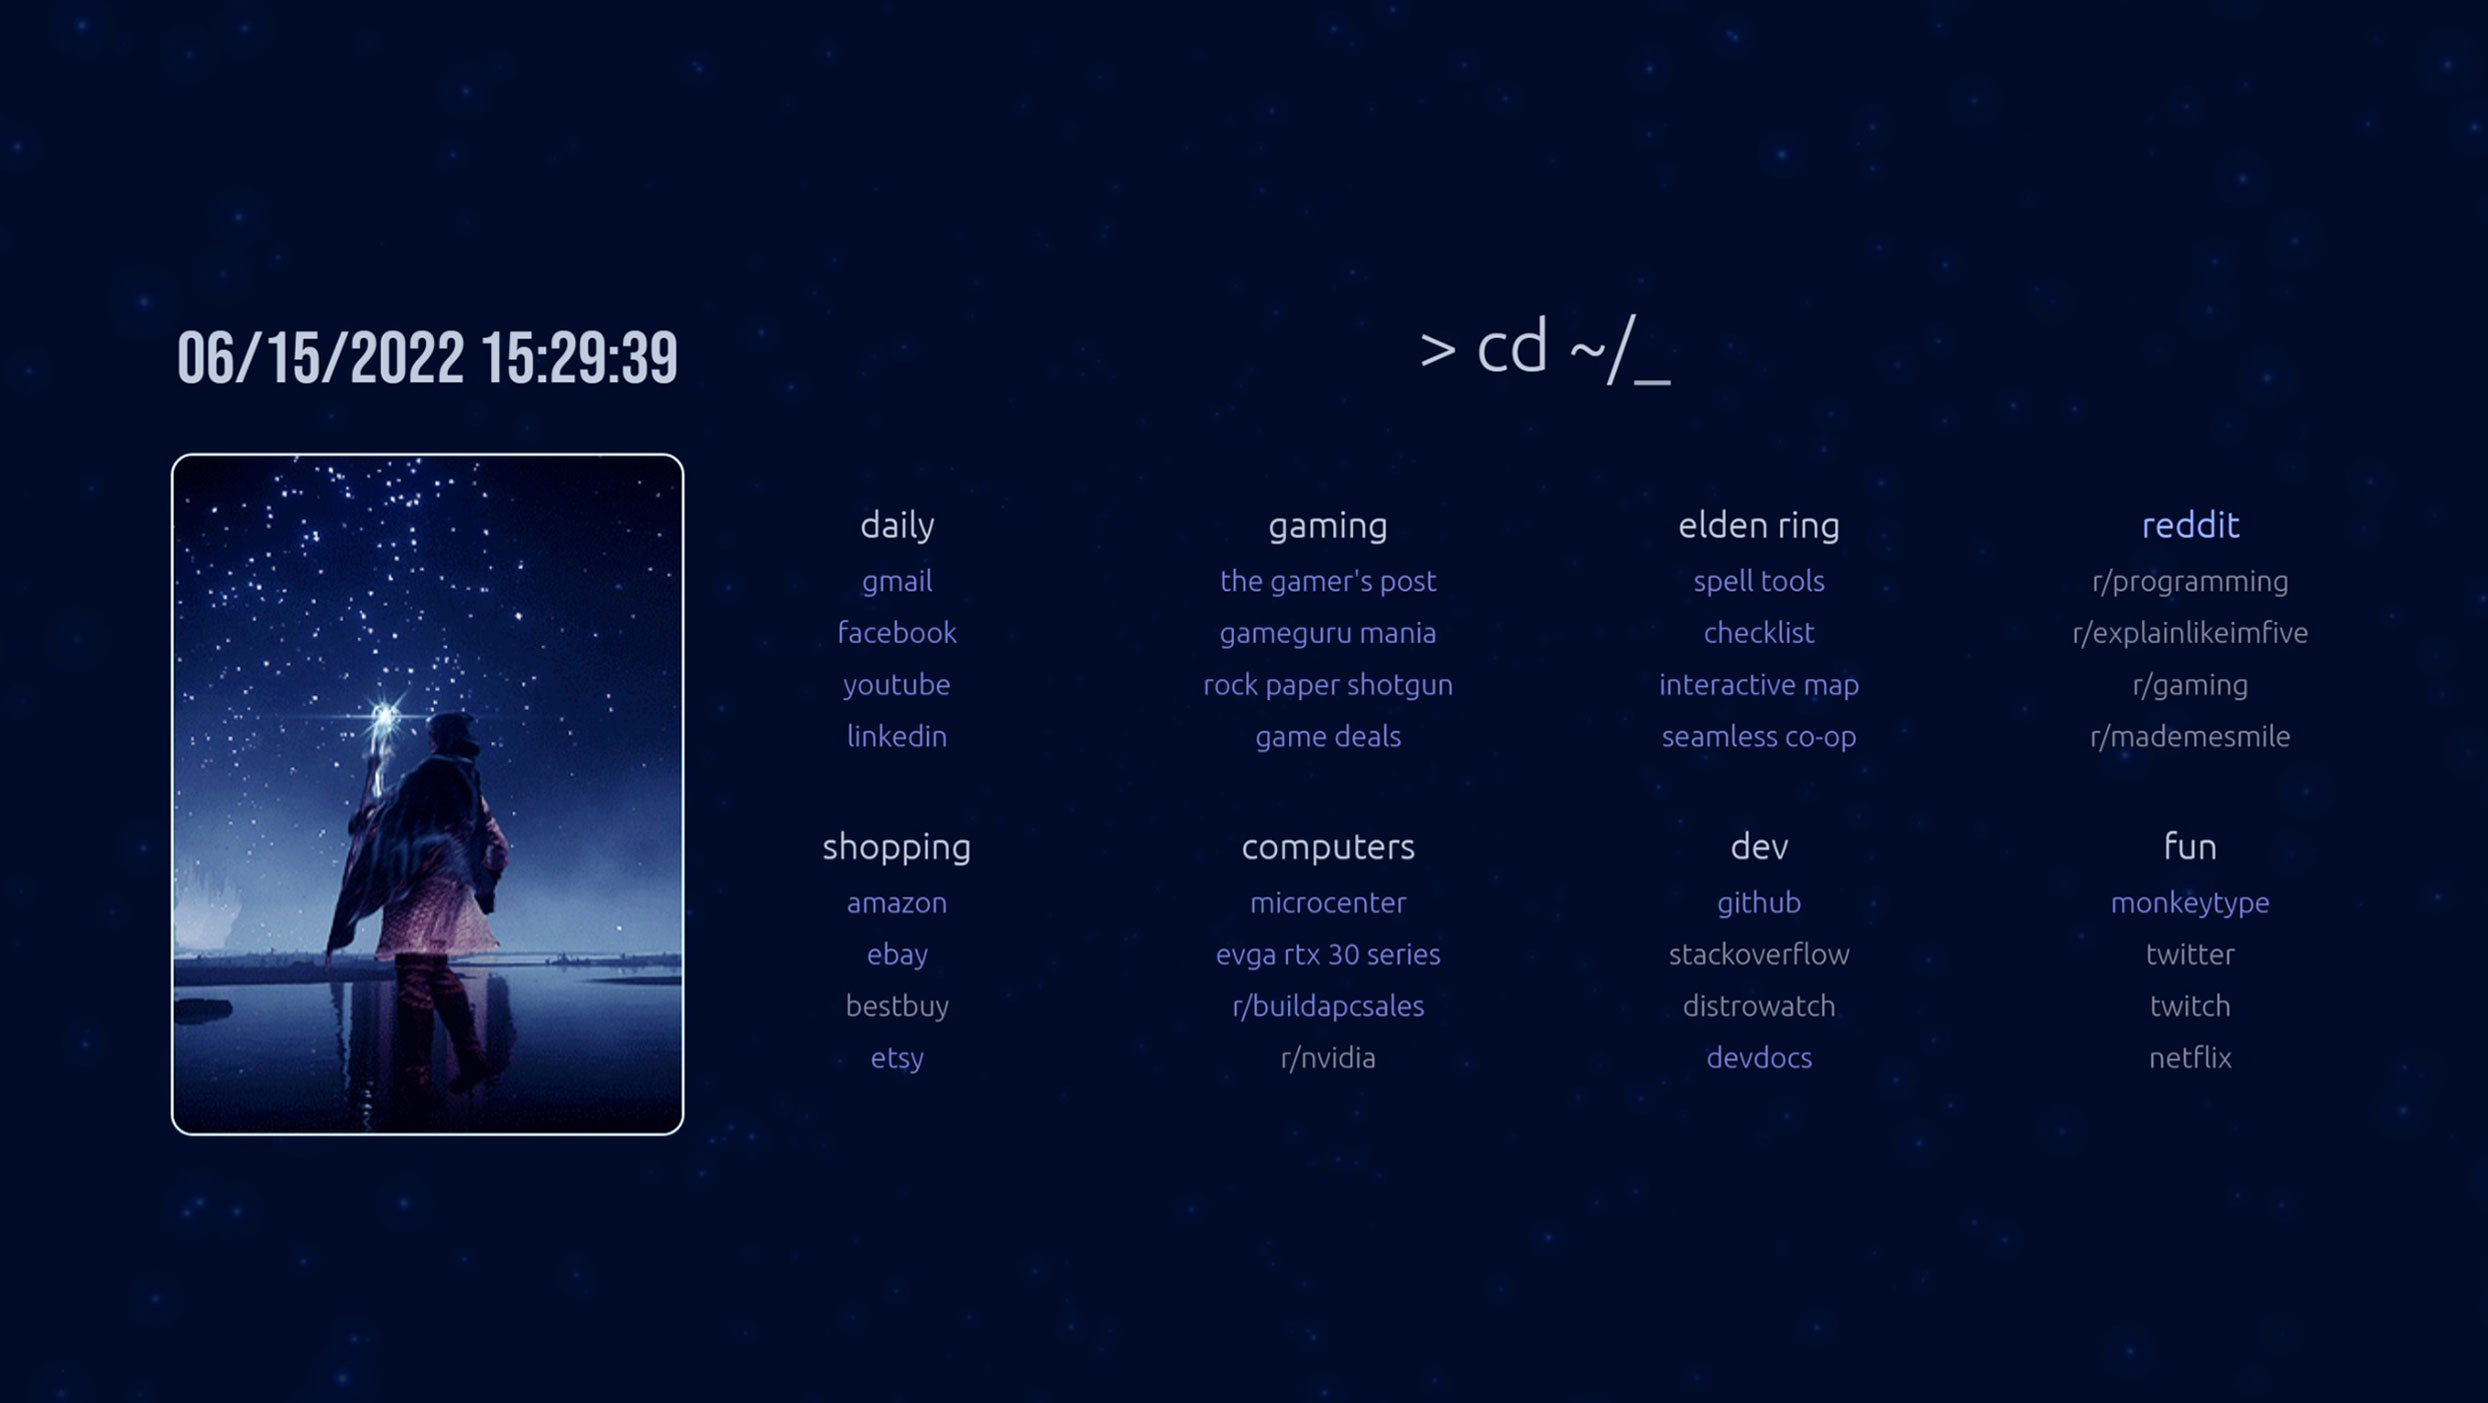 06/15/2022 15:29:39
> cd ~/_
daily
gmail
facebook
youtube
linkedin
gaming
the gamer's post
gameguru mania
rock paper shotgun
game deals
elden ring
spell tools
checklist
interactive map
seamless co-op
reddit
r/programming
r/explainlikeimfive
r/gaming
r/mademesmile
shopping
amazon
ebay
bestbuy
etsy
computers
microcenter
evga rtx 30 series
r/buildapcsales
r/nvidia
dev
github
stackoverflow
distrowatch
devdocs
fun
monkeytype
twitter
twitch
netflix